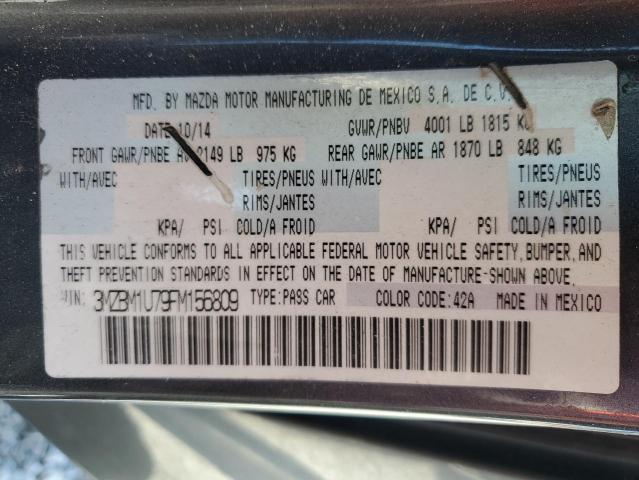 MFD. BY MAZDA MOTOR MANUFACTURING DE MEXICO S.A. DE C.V.
DATE 10/14 GVWR/PNBV 4001 LB 1815 KG
FRONT GAWR/PNBE AV 2149 LB 975 KG REAR GAWR/PNBE AR 1870 LB 848 KG
WITH/AVEC TIRES/PNEUS WITH/AVEC TIRES/PNEUS
RIMS/JANTES RIMS/JANTES
KPA/ PSI COLD/A FROID KPA/ PSI COLD/A FROID
THIS VEHICLE CONFORMS TO ALL APPLICABLE FEDERAL MOTOR VEHICLE SAFETY, BUMPER, AND
THEFT PREVENTION STANDARDS IN EFFECT ON THE DATE OF MANUFACTURE-SHOWN ABOVE.
VIN: 3MZBM1U79FM156809 TYPE:PASS CAR COLOR CODE:42A MADE IN MEXICO